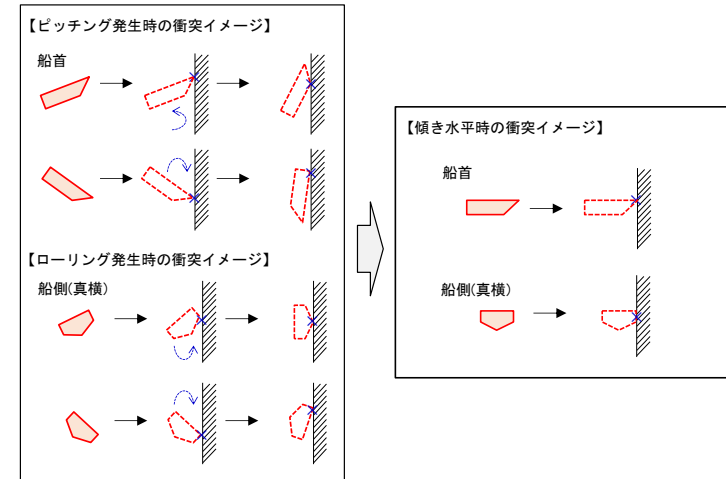 【ピッチング発生時の衝突イメージ】
船首
【ローリング発生時の衝突イメージ】
船側(真横)
【傾き水平時の衝突イメージ】
船首
船側(真横)